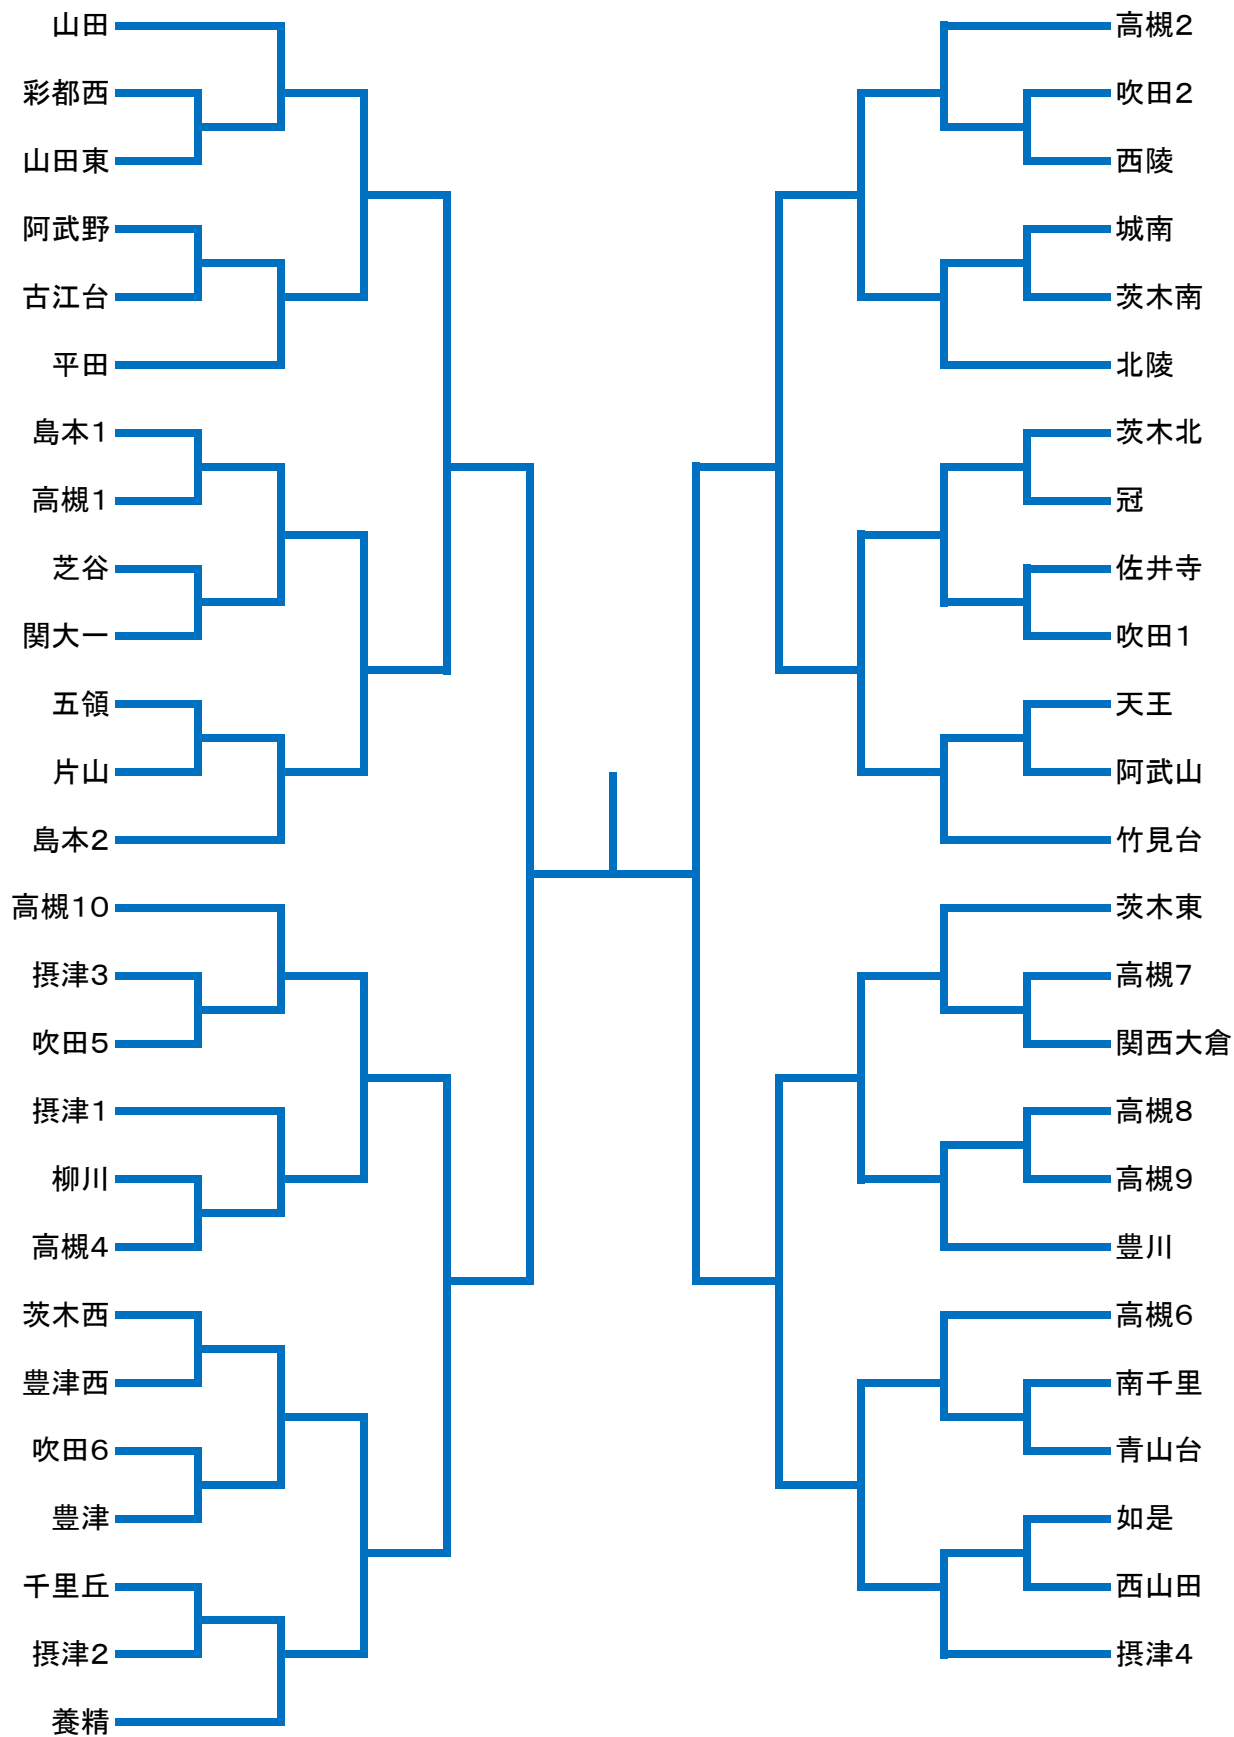 山田
彩都西
山田東
阿武野
古江台
平田
島本1
高槻1
芝谷
関大一
五領
片山
島本2
高槻10
摂津3
吹田5
摂津1
柳川
高槻4
茨木西
豊津西
吹田6
豊津
千里丘
摂津2
養精
高槻2
吹田2
西陵
城南
茨木南
北陵
茨木北
冠
佐井寺
吹田1
天王
阿武山
竹見台
茨木東
高槻7
関西大倉
高槻8
高槻9
豊川
高槻6
南千里
青山台
如是
西山田
摂津4